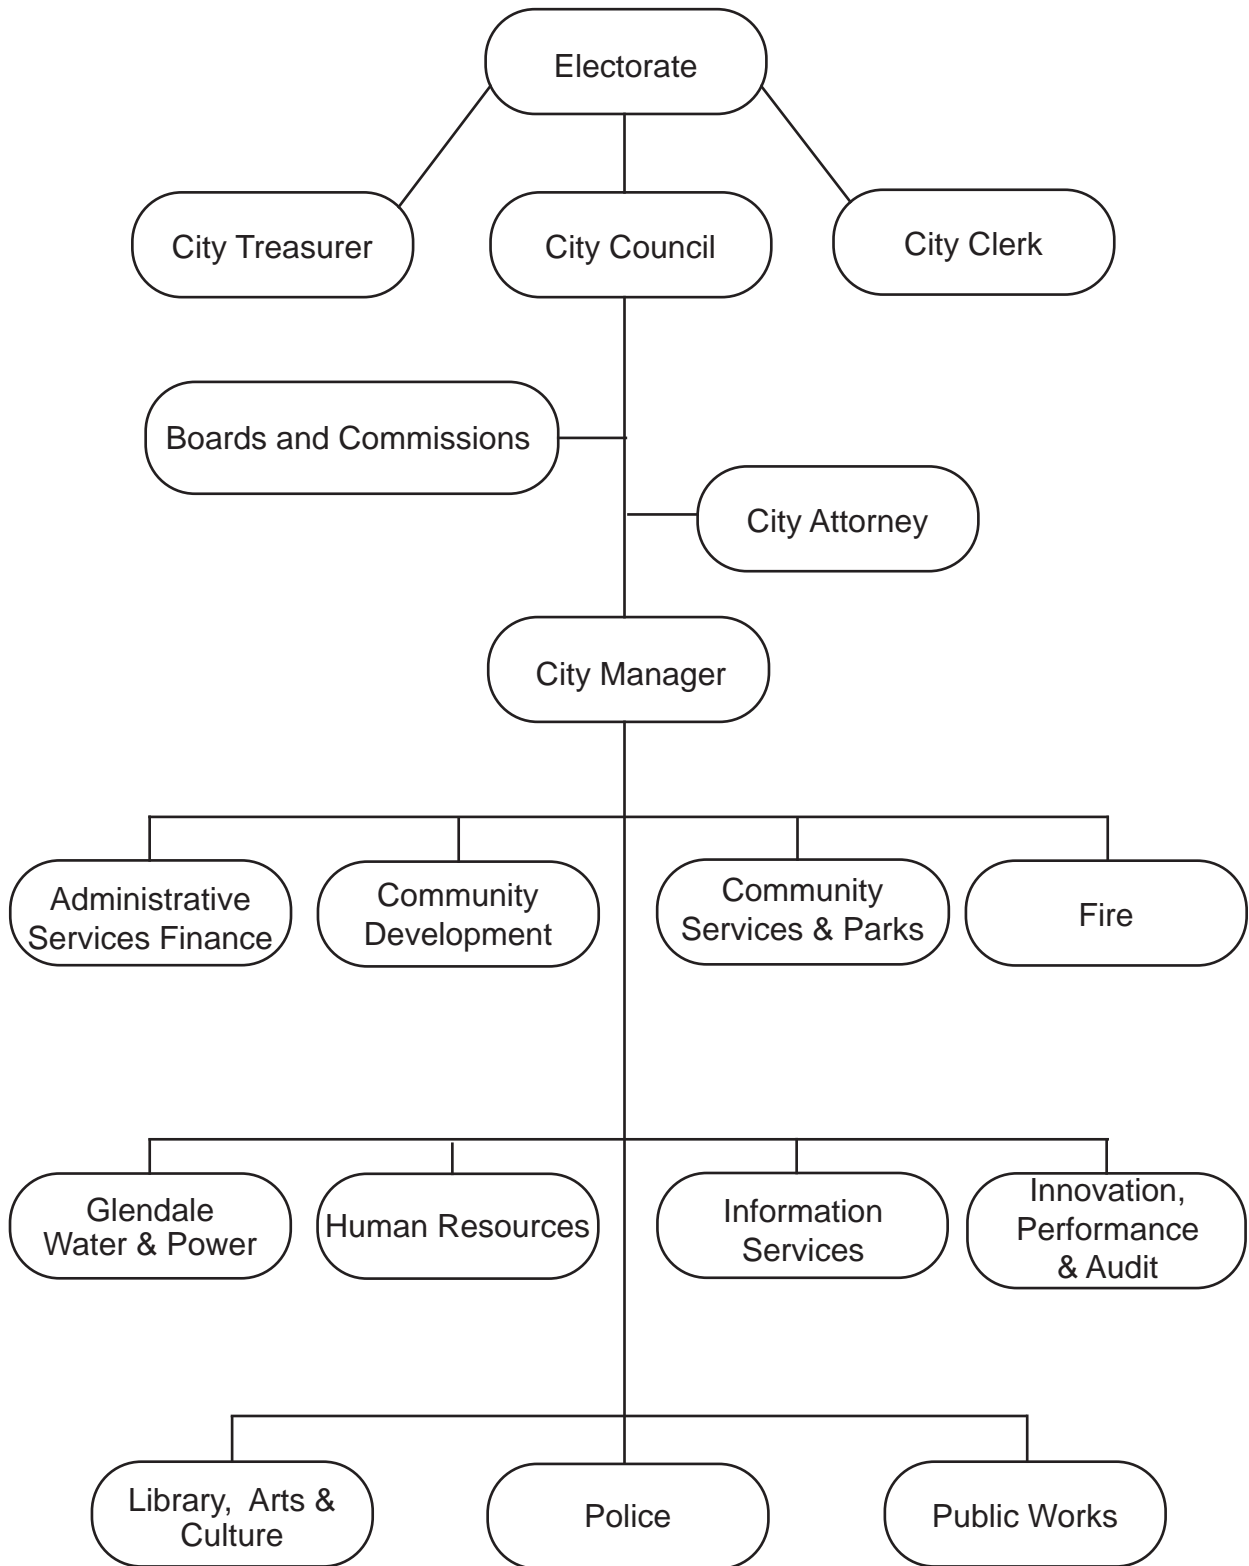 Electorate
City Treasurer
City Council
City Clerk
Boards and Commissions
City Attorney
City Manager
Administrative
Services Finance
Community
Development
Community
Services & Parks
Fire
Glendale
Water & Power
Human Resources
Information
Services
Innovation,
Performance
& Audit
Library,  Arts &
Culture
Police
Public Works